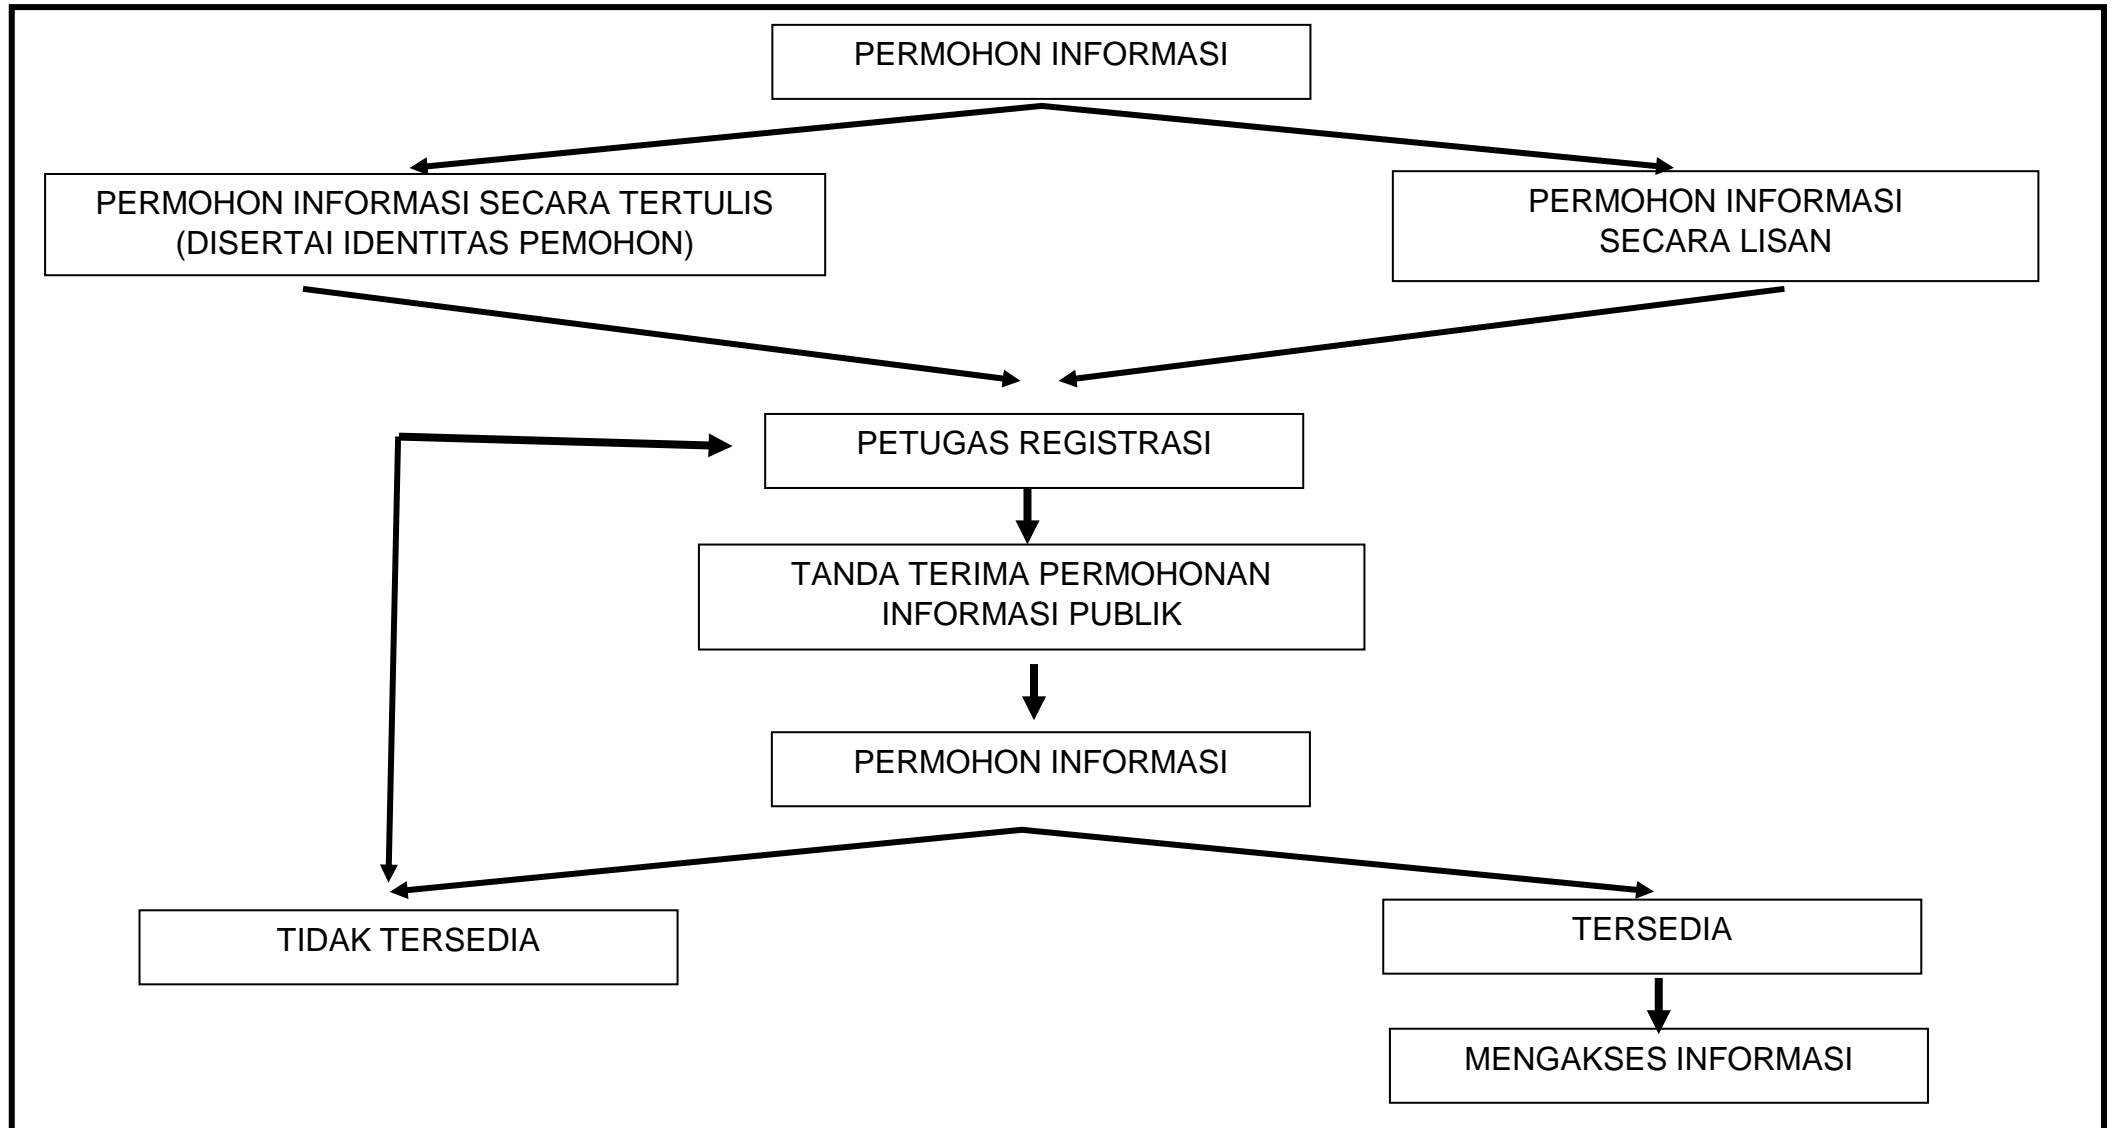 PERMOHON INFORMASI
PERMOHON INFORMASI SECARA TERTULIS
(DISERTAI IDENTITAS PEMOHON)
PERMOHON INFORMASI
SECARA LISAN
PETUGAS REGISTRASI
TANDA TERIMA PERMOHONAN
INFORMASI PUBLIK
PERMOHON INFORMASI
TIDAK TERSEDIA
TERSEDIA
MENGAKSES INFORMASI